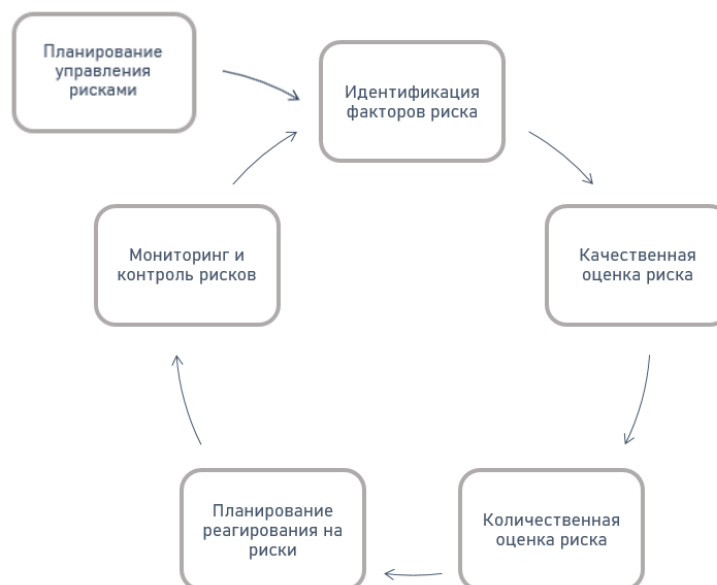 Планирование
управления
рисками
Идентификация
факторов риска
Качественная
оценка риска
Количественная
оценка риска
Планирование
реагирования на
риски
Мониторинг и
контроль рисков